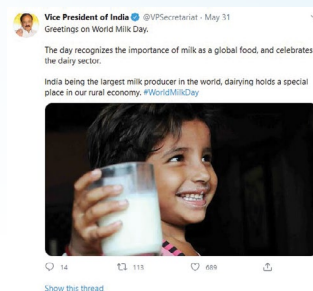 Vice President of India @VPSecretariat · May 31
Greetings on World Milk Day.
The day recognizes the importance of milk as a global food, and celebrates
the dairy sector.
India being the largest milk producer in the world, dairying holds a special
place in our rural economy. #WorldMilkDay
14 113 689
Show this thread